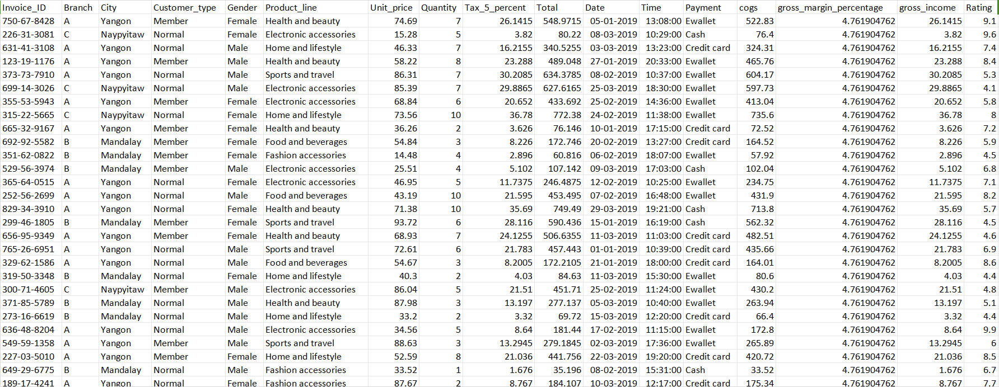 Invoice_ID Branch City Customer_type Gender Product_line Unit_price Quantity Tax_5_percent Total Date Time Payment cogs gross_margin_percentage gross_income Rating
750-67-8428 A Yangon Member Female Health and beauty 74.69 7 26.1415 548.9715 05-01-2019 13:08:00 Ewallet 522.83 4.761904762 26.1415 9.1
226-31-3081 C Naypyitaw Normal Female Electronic accessories 15.28 5 3.82 80.22 08-03-2019 10:29:00 Cash 76.4 4.761904762 3.82 9.6
631-41-3108 A Yangon Normal Male Home and lifestyle 46.33 7 16.2155 340.5255 03-03-2019 13:23:00 Credit card 324.31 4.761904762 16.2155 7.4
123-19-1176 A Yangon Member Male Health and beauty 58.22 8 23.288 489.048 27-01-2019 20:33:00 Ewallet 465.76 4.761904762 23.288 8.4
373-73-7910 A Yangon Normal Male Sports and travel 86.31 7 30.2085 634.3785 08-02-2019 10:37:00 Ewallet 604.17 4.761904762 30.2085 5.3
699-14-3026 C Naypyitaw Normal Male Electronic accessories 85.39 7 29.8865 627.6165 25-03-2019 18:30:00 Ewallet 597.73 4.761904762 29.8865 4.1
355-53-5943 A Yangon Member Female Electronic accessories 68.84 6 20.652 433.692 25-02-2019 14:36:00 Ewallet 413.04 4.761904762 20.652 5.8
315-22-5665 C Naypyitaw Normal Female Home and lifestyle 73.56 10 36.78 772.38 24-02-2019 11:38:00 Ewallet 735.6 4.761904762 36.78 8
665-32-9167 A Yangon Member Female Health and beauty 36.26 2 3.626 76.146 10-01-2019 17:15:00 Credit card 72.52 4.761904762 3.626 7.2
692-92-5582 B Mandalay Member Female Food and beverages 54.84 3 8.226 172.746 20-02-2019 13:27:00 Credit card 164.52 4.761904762 8.226 5.9
351-62-0822 B Mandalay Member Female Fashion accessories 14.48 4 2.896 60.816 06-02-2019 18:07:00 Ewallet 57.92 4.761904762 2.896 4.5
529-56-3974 B Mandalay Member Male Electronic accessories 25.51 4 5.102 107.142 09-03-2019 17:03:00 Cash 102.04 4.761904762 5.102 6.8
365-64-0515 A Yangon Normal Female Electronic accessories 46.95 5 11.7375 246.4875 12-02-2019 10:25:00 Ewallet 234.75 4.761904762 11.7375 7.1
252-56-2699 A Yangon Normal Male Food and beverages 43.19 10 21.595 453.495 07-02-2019 16:48:00 Ewallet 431.9 4.761904762 21.595 8.2
829-34-3910 A Yangon Normal Female Health and beauty 71.38 10 35.69 749.49 29-03-2019 19:21:00 Cash 713.8 4.761904762 35.69 5.7
299-46-1805 B Mandalay Member Female Sports and travel 93.72 6 28.116 590.436 15-01-2019 16:19:00 Cash 562.32 4.761904762 28.116 4.5
656-95-9349 A Yangon Member Female Health and beauty 68.93 7 24.1255 506.6355 11-03-2019 11:03:00 Credit card 482.51 4.761904762 24.1255 4.6
765-26-6951 A Yangon Normal Male Sports and travel 72.61 6 21.783 457.443 01-01-2019 10:39:00 Credit card 435.66 4.761904762 21.783 6.9
329-62-1586 A Yangon Normal Male Food and beverages 54.67 3 8.2005 172.2105 21-01-2019 18:00:00 Credit card 164.01 4.761904762 8.2005 8.6
319-50-3348 B Mandalay Normal Female Home and lifestyle 40.3 2 4.03 84.63 11-03-2019 15:30:00 Ewallet 80.6 4.761904762 4.03 4.4
300-71-4605 C Naypyitaw Member Male Electronic accessories 86.04 5 21.51 451.71 25-02-2019 11:24:00 Ewallet 430.2 4.761904762 21.51 4.8
371-85-5789 B Mandalay Normal Male Health and beauty 87.98 3 13.197 277.137 05-03-2019 10:40:00 Ewallet 263.94 4.761904762 13.197 5.1
273-16-6619 B Mandalay Normal Male Home and lifestyle 33.2 2 3.32 69.72 15-03-2019 12:20:00 Credit card 66.4 4.761904762 3.32 4.4
636-48-8204 A Yangon Normal Male Electronic accessories 34.56 5 8.64 181.44 17-02-2019 11:15:00 Ewallet 172.8 4.761904762 8.64 9.9
549-59-1358 A Yangon Member Male Sports and travel 88.63 3 13.2945 279.1845 02-03-2019 17:36:00 Ewallet 265.89 4.761904762 13.2945 6
227-03-5010 A Yangon Member Female Home and lifestyle 52.59 8 21.036 441.756 22-03-2019 19:20:00 Credit card 420.72 4.761904762 21.036 8.5
649-29-6775 B Mandalay Normal Male Fashion accessories 33.52 1 1.676 35.196 08-02-2019 15:31:00 Cash 33.52 4.761904762 1.676 6.7
189-17-4241 A Yangon Normal Female Fashion accessories 87.67 2 8.767 184.107 10-03-2019 12:17:00 Credit card 175.34 4.761904762 8.767 7.7